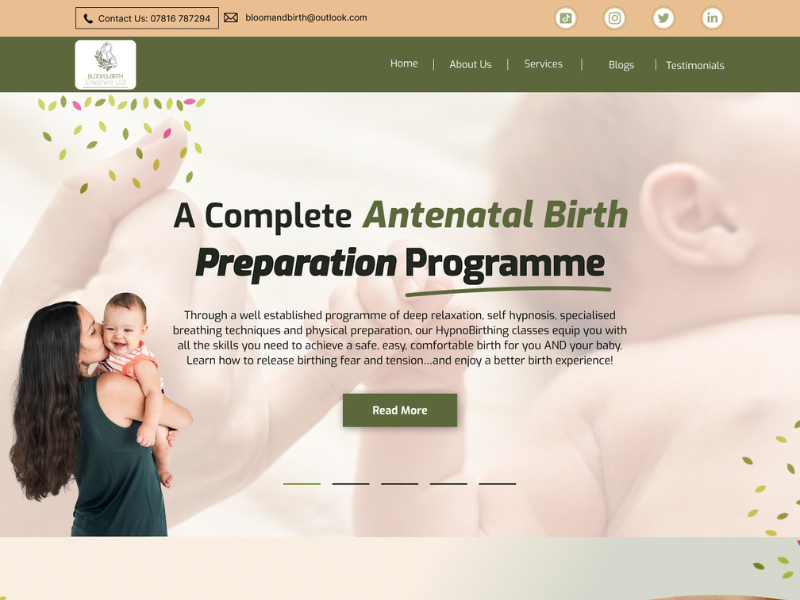 Contact Us: 07816 787294
bloomandbirth@outlook.com
BLOOM & BIRTH
Cheshire Ltd
Home
About Us
Services
Blogs
Testimonials
A Complete Antenatal Birth
Preparation Programme
Through a well established programme of deep relaxation, self hypnosis, specialised
breathing techniques and physical preparation, our HypnoBirthing classes equip you with
all the skills you need to achieve a safe, easy, comfortable birth for you AND your baby.
Learn how to release birthing fear and tension...and enjoy a better birth experience!
Read More